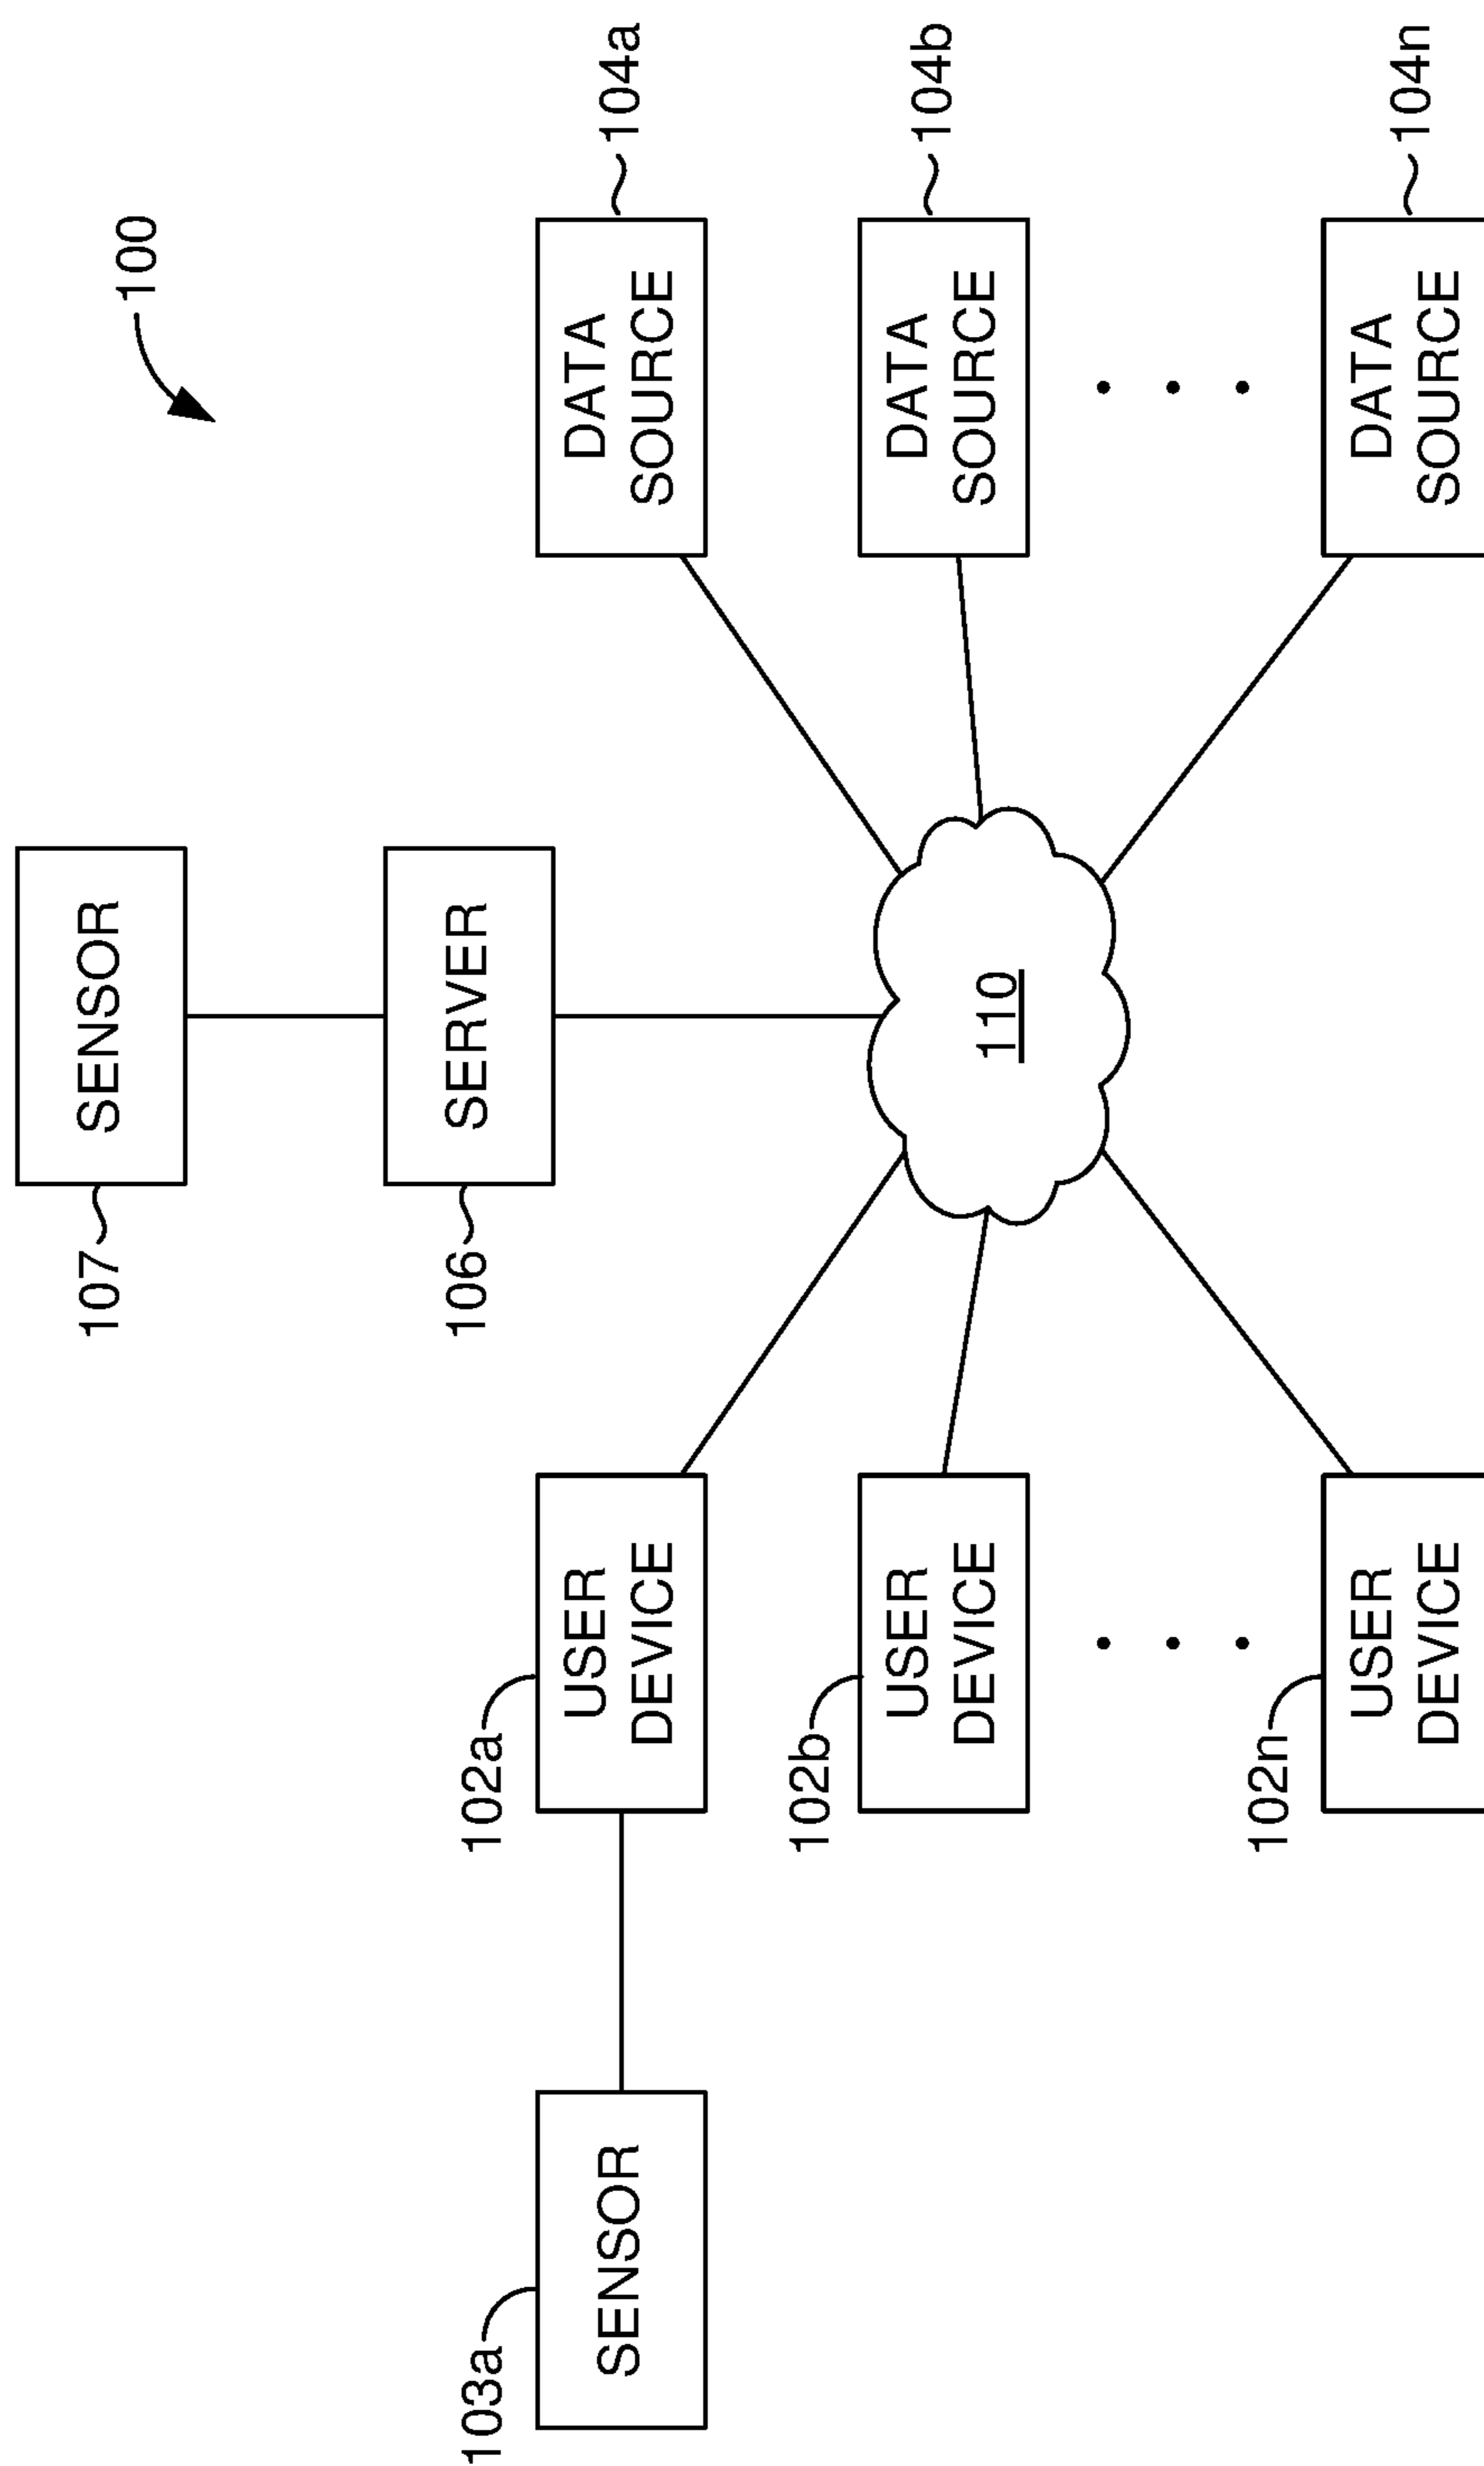 100
SENSOR
107
SERVER
106
103a
SENSOR
102a
USER
DEVICE
DATA
SOURCE
104a
102b
USER
DEVICE
110
DATA
SOURCE
104b
102n
USER
DEVICE
DATA
SOURCE
104n